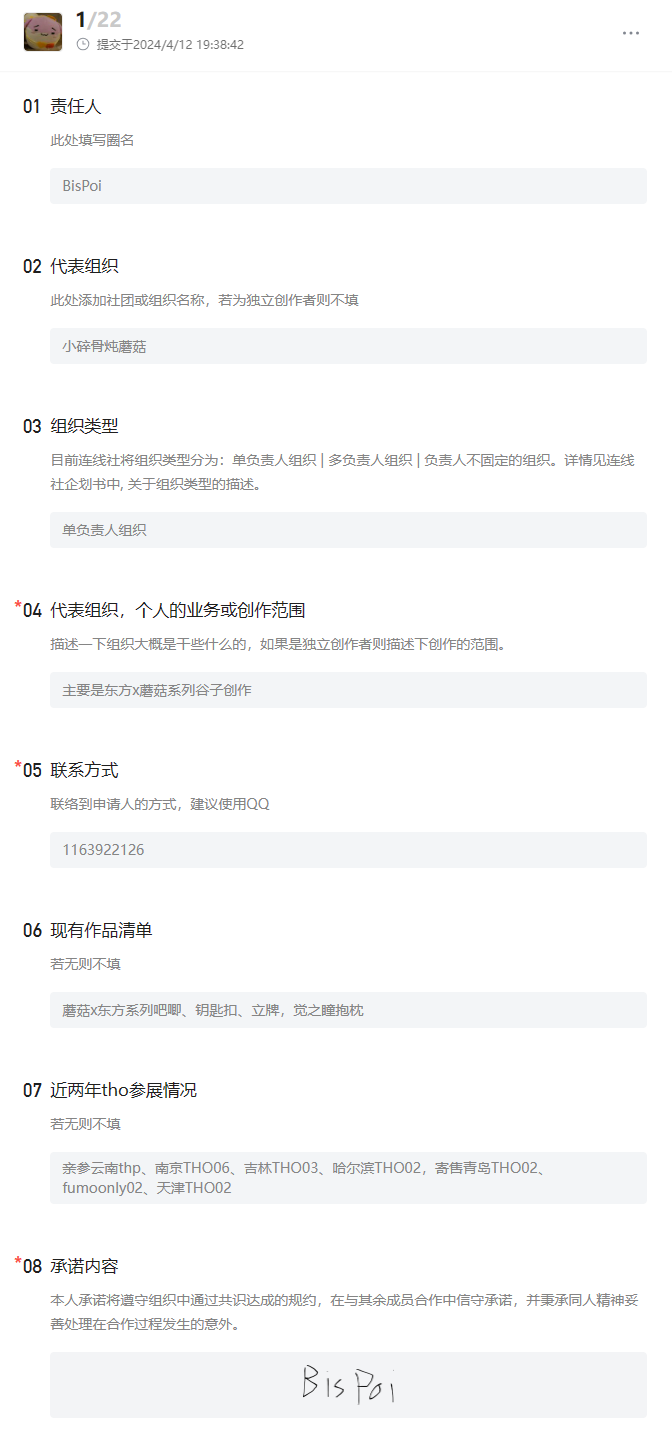 1/22
提交于2024/4/12 19:38:42
01 责任人
此处填写圈名
BisPoi
02 代表组织
此处添加社团或组织名称，若为独立创作者则不填
小碎骨炖蘑菇
03 组织类型
目前连线社将组织类型分为：单负责人组织 | 多负责人组织 | 负责人不固定的组织。详情见连线
社企划书中, 关于组织类型的描述。
单负责人组织
*04 代表组织，个人的业务或创作范围
描述一下组织大概是干些什么的，如果是独立创作者则描述下创作的范围。
主要是东方x蘑菇系列谷子创作
*05 联系方式
联络到申请人的方式，建议使用QQ
1163922126
06 现有作品清单
若无则不填
蘑菇x东方系列吧唧、钥匙扣、立牌，觉之瞳抱枕
07 近两年tho参展情况
若无则不填
亲参云南thp、南京THO06、吉林THO03、哈尔滨THO02，寄售青岛THO02、
fumoonly02、天津THO02
*08 承诺内容
本人承诺将遵守组织中通过共识达成的规约，在与其余成员合作中信守承诺，并秉承同人精神妥
善处理在合作过程发生的意外。
BisPoi